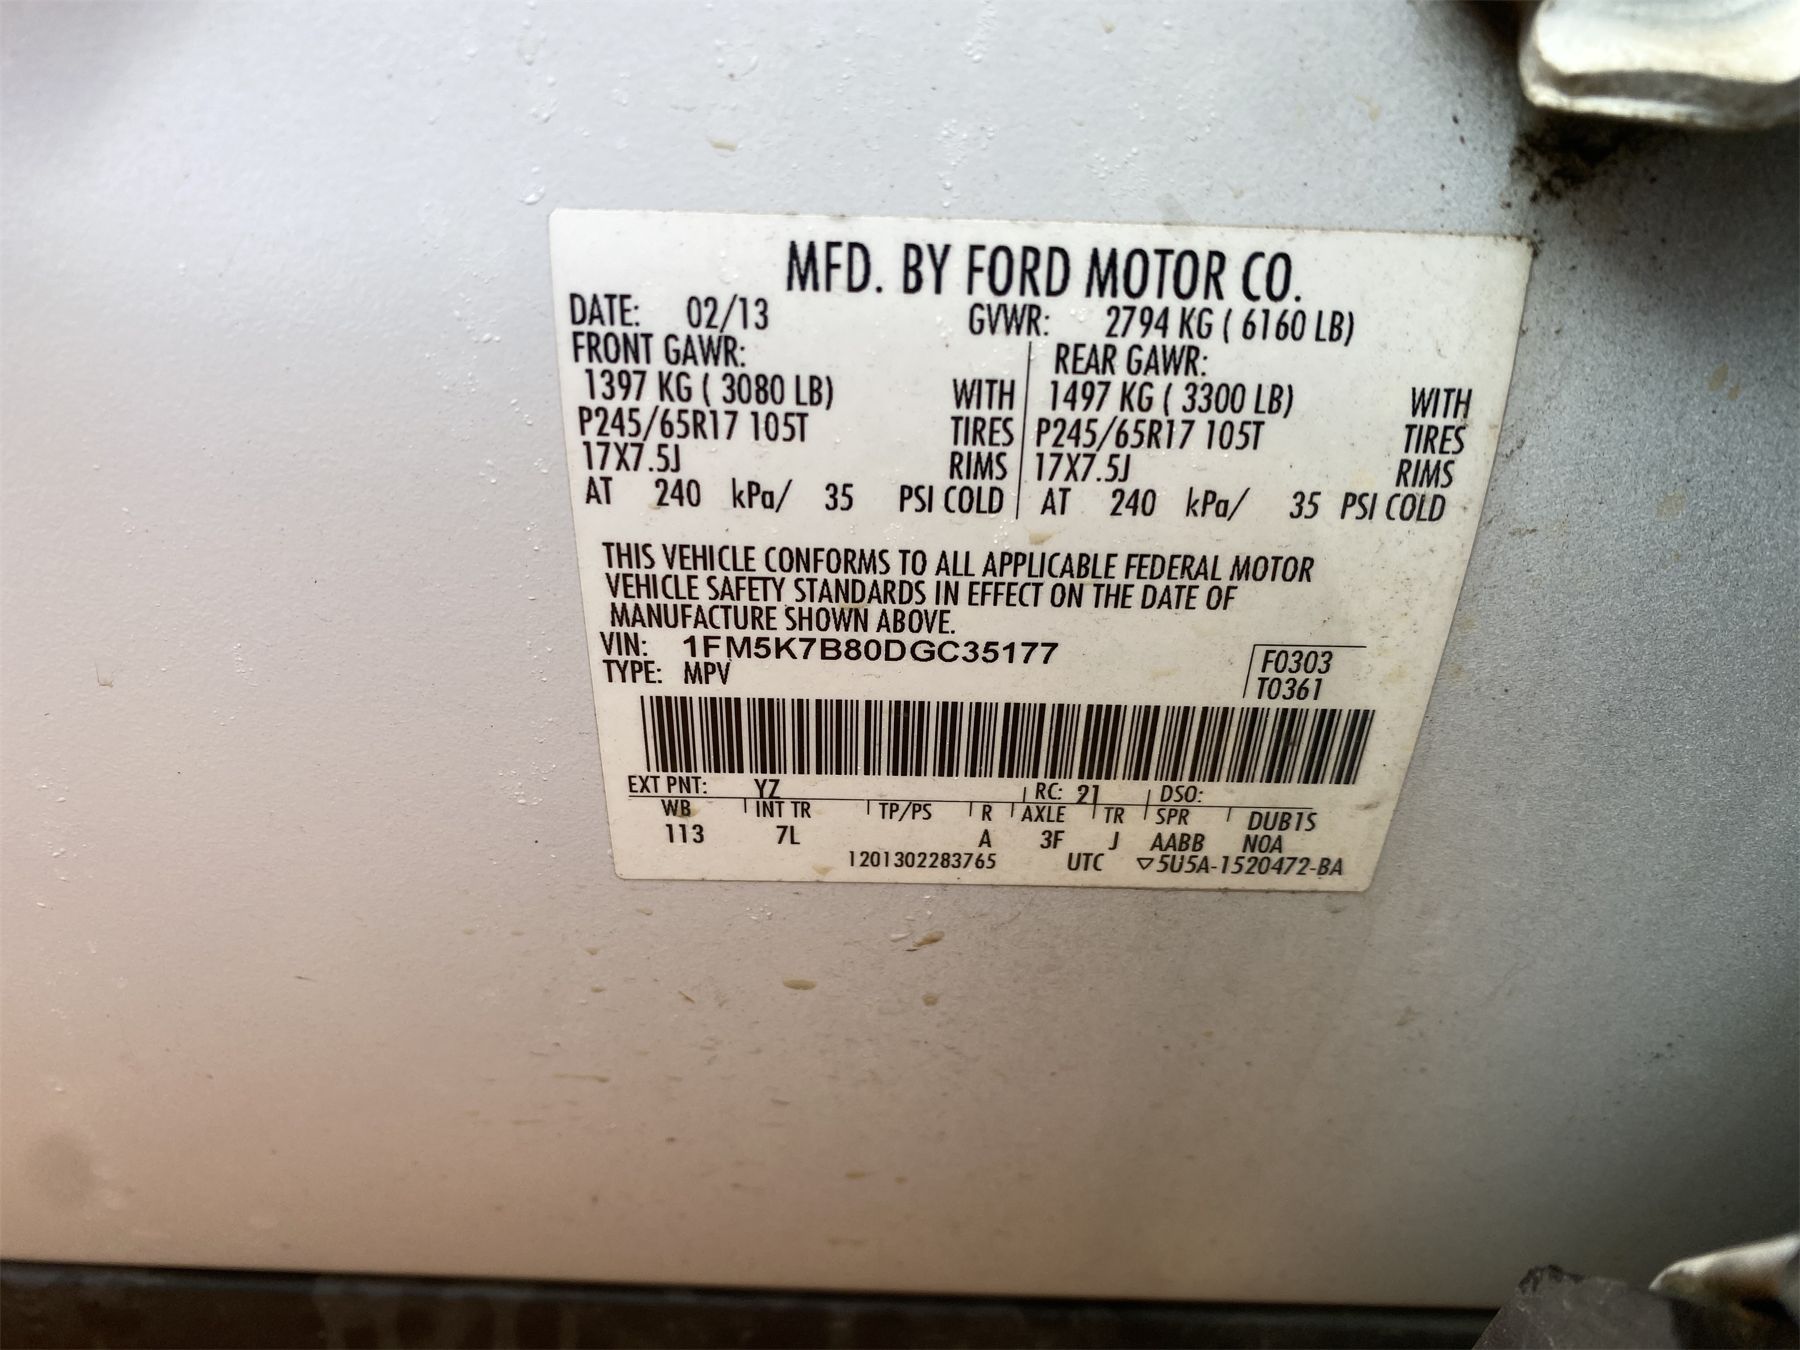 MFD. BY FORD MOTOR CO.
DATE: 02/13 GVWR: 2794 KG ( 6160 LB)
FRONT GAWR: REAR GAWR:
1397 KG ( 3080 LB) WITH 1497 KG ( 3300 LB) WITH
P245/65R17 105T TIRES P245/65R17 105T TIRES
17X7.5J RIMS 17X7.5J RIMS
AT 240 kPa/ 35 PSI COLD AT 240 kPa/ 35 PSI COLD
THIS VEHICLE CONFORMS TO ALL APPLICABLE FEDERAL MOTOR
VEHICLE SAFETY STANDARDS IN EFFECT ON THE DATE OF
MANUFACTURE SHOWN ABOVE.
VIN: 1FM5K7B80DGC35177
F0303
TYPE: MPV
T0361
EXT PNT: YZ RC: 21 DSO:
WB INT TR TP/PS R AXLE TR SPR DUB1S
113 7L A 3F J AABB NOA
1201302283765 UTC ▽5U5A-1520472-BA